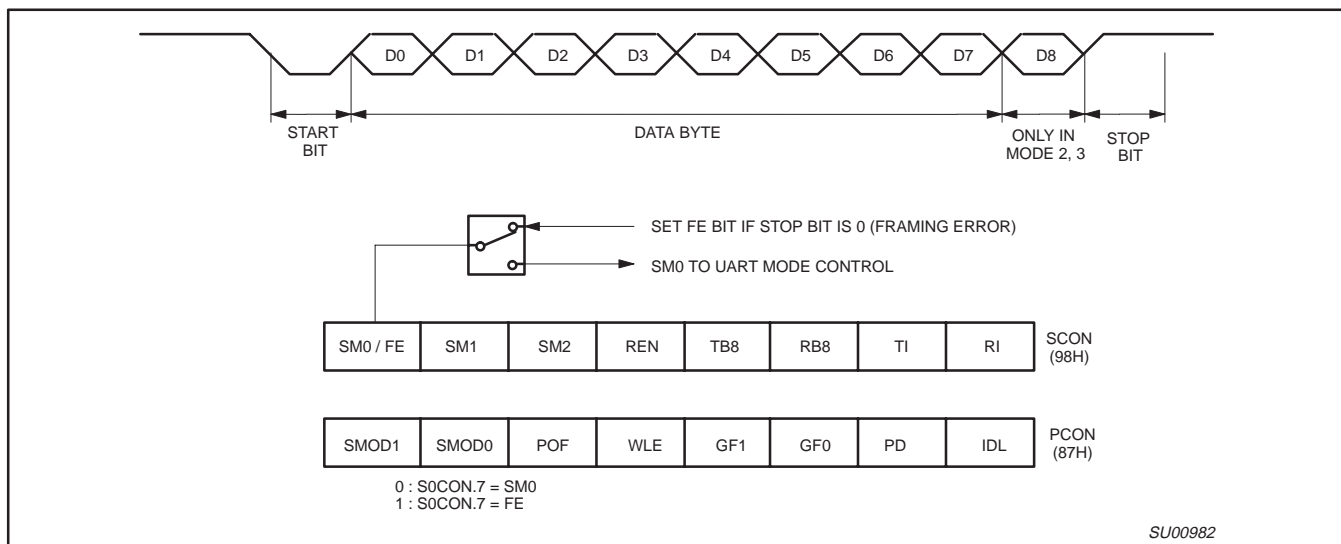 D0 D1 D2 D3 D4 D5 D6 D7 D8
START
BIT
DATA BYTE
ONLY IN
MODE 2, 3
STOP
BIT
SET FE BIT IF STOP BIT IS 0 (FRAMING ERROR)
SM0 TO UART MODE CONTROL
SM0 / FE SM1 SM2 REN TB8 RB8 TI RI
SCON
(98H)
SMOD1 SMOD0 POF WLE GF1 GF0 PD IDL
PCON
(87H)
0 : S0CON.7 = SM0
1 : S0CON.7 = FE
SU00982